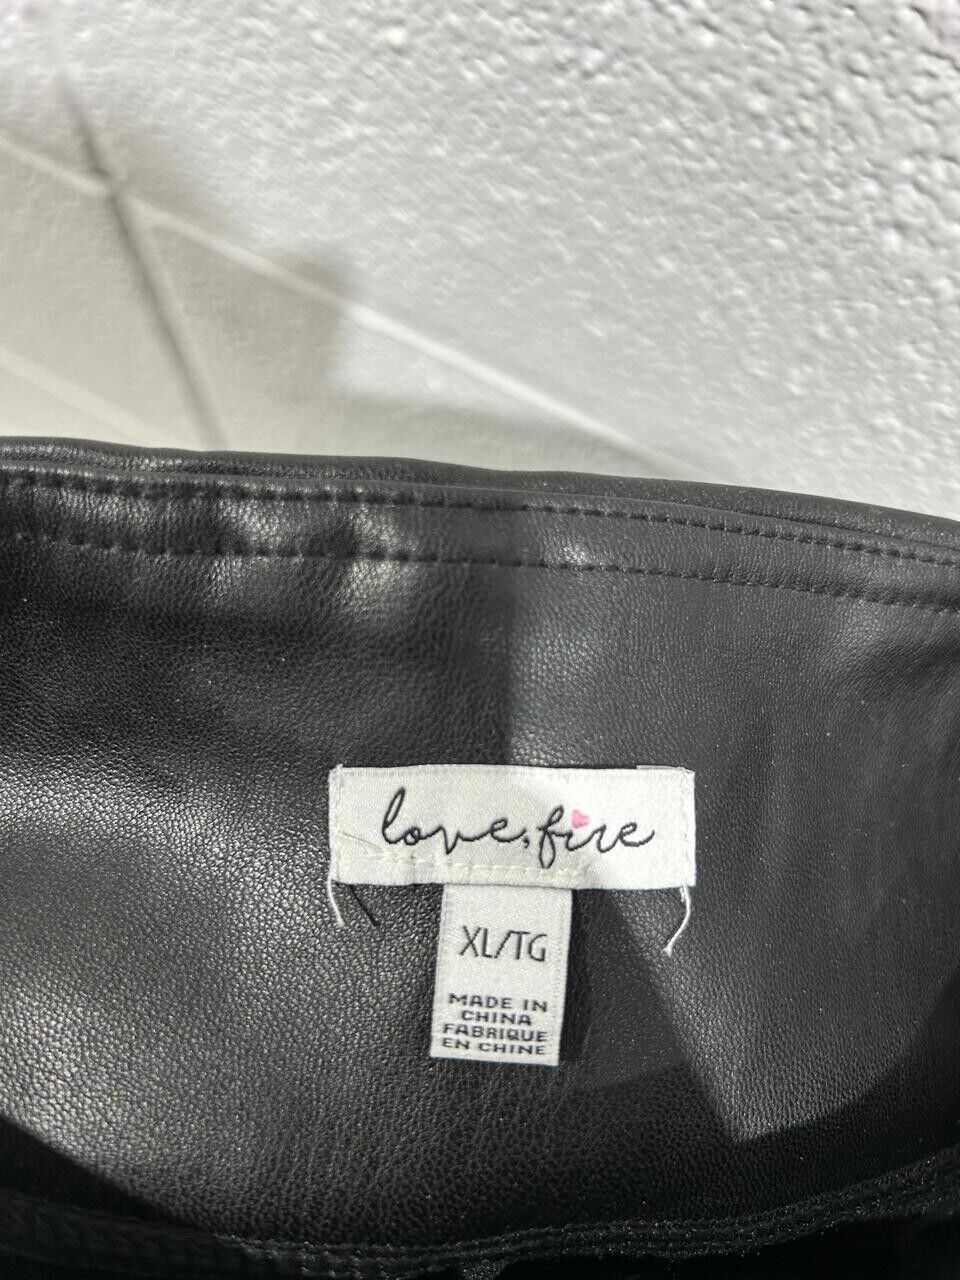 love, fire
XL/TG
MADE IN
CHINA
FABRIQUE
EN CHINE